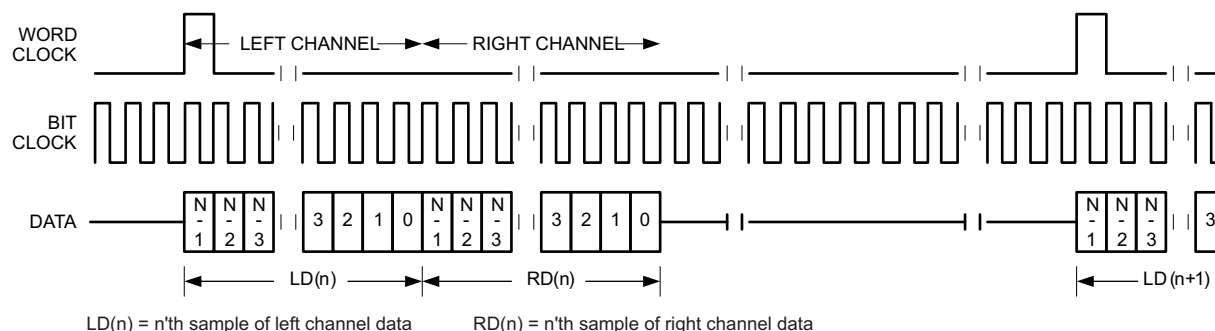 WORD
CLOCK
LEFT CHANNEL
RIGHT CHANNEL
BIT
CLOCK
DATA
N-1 N-2 N-3 3 2 1 0 N-1 N-2 N-3 3 2 1 0 N-1 N-2 N-3 3
LD(n)
RD(n)
LD(n+1)
LD(n) = n'th sample of left channel data
RD(n) = n'th sample of right channel data